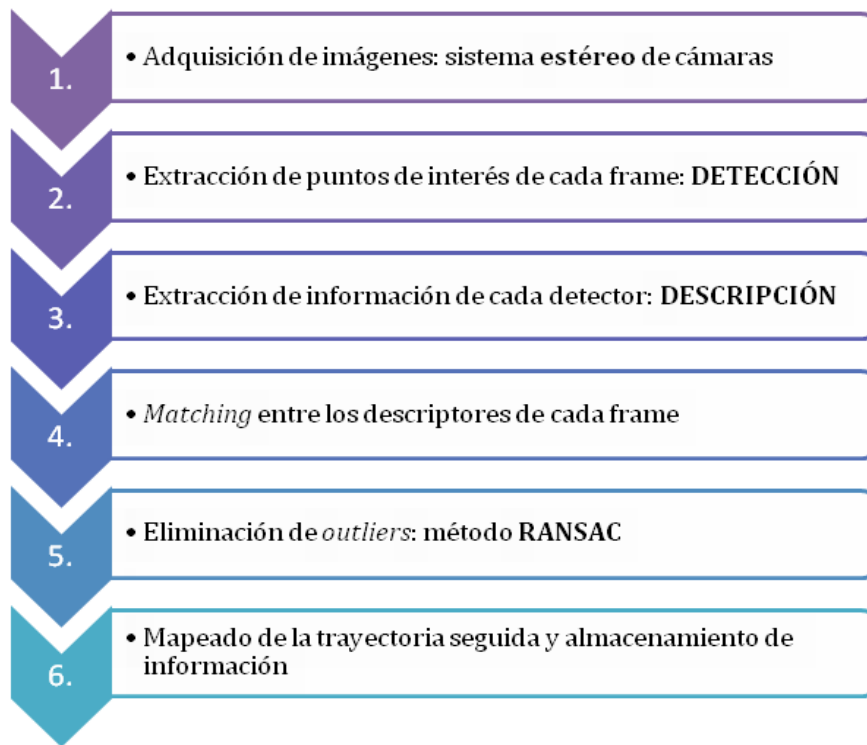 1.
• Adquisición de imágenes: sistema estéreo de cámaras
2.
• Extracción de puntos de interés de cada frame: DETECCIÓN
3.
• Extracción de información de cada detector: DESCRIPCIÓN
4.
• Matching entre los descriptores de cada frame
5.
• Eliminación de outliers: método RANSAC
6.
• Mapeado de la trayectoria seguida y almacenamiento de
información